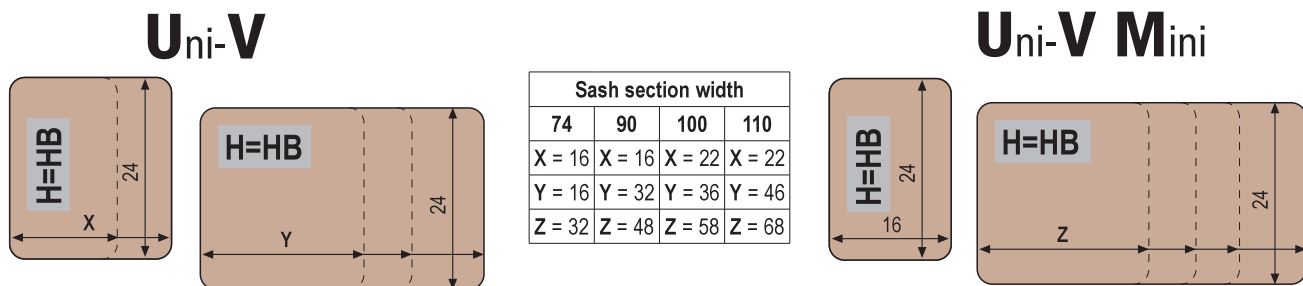 Uni-V
H=HB
24
X
H=HB
24
Y
Sash section width
74 90 100 110
X = 16 X = 16 X = 22 X = 22
Y = 16 Y = 32 Y = 36 Y = 46
Z = 32 Z = 48 Z = 58 Z = 68
Uni-V Mini
H=HB
24
16
H=HB
24
Z